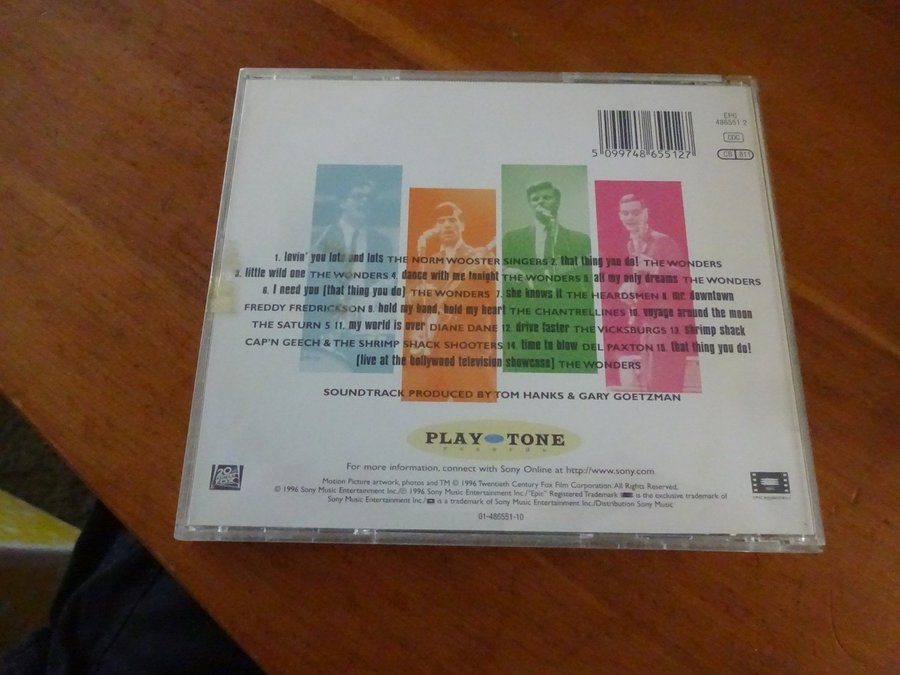 EPC
486551 2
CDC
CB 811
5 099748 655127
1. lovin' you lots and lots THE NORM WOOSTER SINGERS 2. that thing you do! THE WONDERS
3. little wild one THE WONDERS 4. dance with me tonight THE WONDERS 5. all my only dreams THE WONDERS
6. I need you (that thing you do) THE WONDERS 7. she knows it THE HEARDSMEN 8. mr. downtown
FREDDY FREDRICKSON 9. hold my hand, hold my heart THE CHANTRELLINES 10. voyage around the moon
THE SATURN 5 11. my world is over DIANE DANE 12. drive faster THE VICKSBURGS 13. shrimp shack
CAP'N GEECH & THE SHRIMP SHACK SHOOTERS 14. time to blow DEL PAXTON 15. that thing you do!
[live at the hollywood television showcase] THE WONDERS
SOUNDTRACK PRODUCED BY TOM HANKS & GARY GOETZMAN
PLAY-TONE
records
For more information, connect with Sony Online at http://www.sony.com
Motion Picture artwork, photos and TM © 1996 Twentieth Century Fox Film Corporation. All Rights Reserved.
© 1996 Sony Music Entertainment Inc./℗ 1996 Sony Music Entertainment Inc./"Epic" Registered Trademark is the exclusive trademark of
Sony Music Entertainment Inc./ is a trademark of Sony Music Entertainment Inc./Distribution Sony Music
01-486551-10